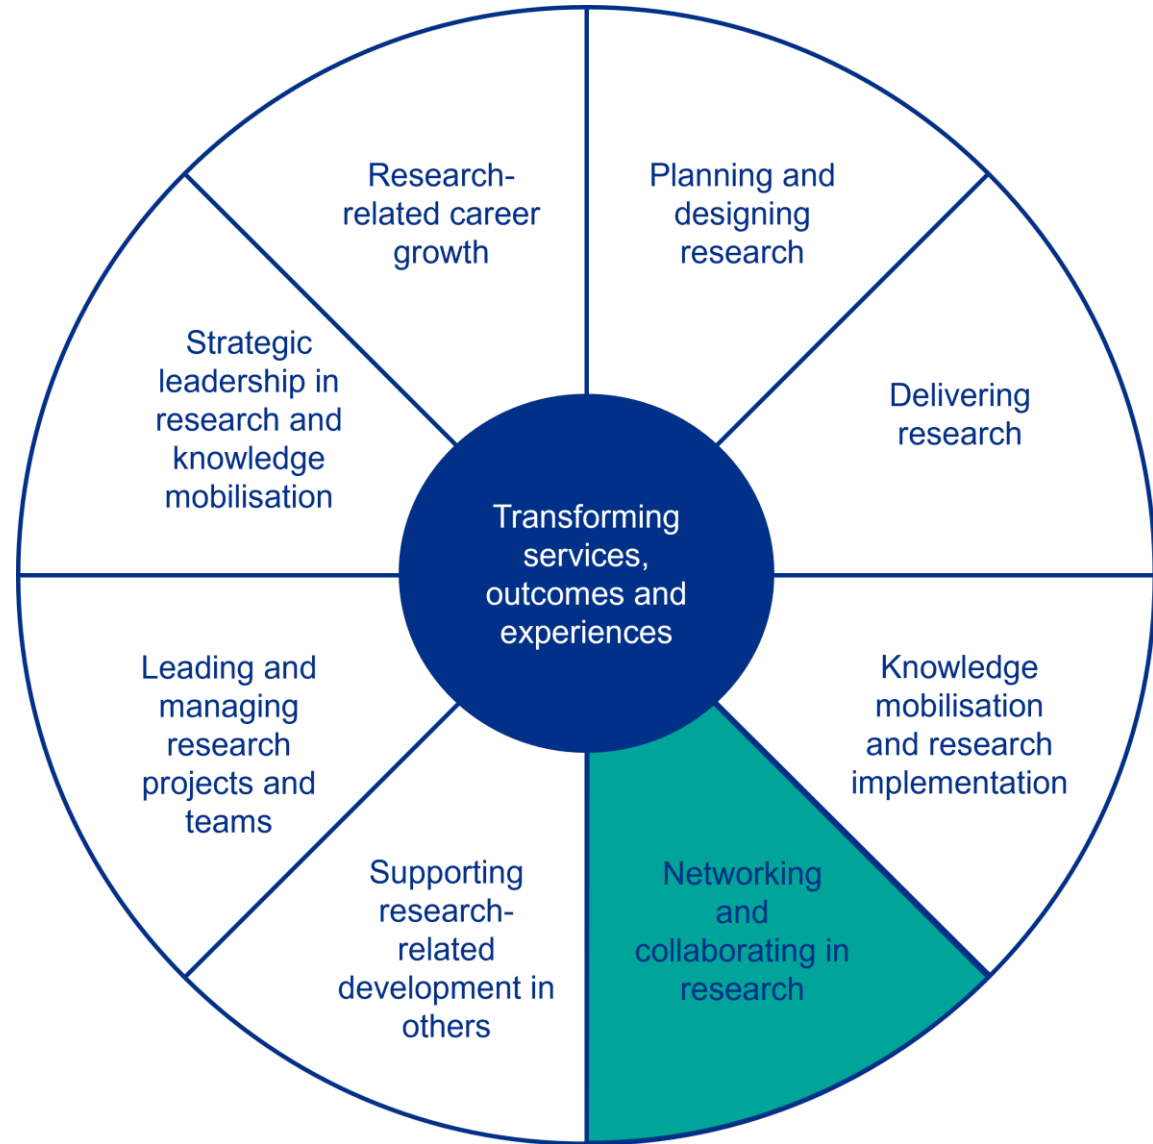 Research-
related career
growth
Planning and
designing
research
Delivering
research
Knowledge
mobilisation
and research
implementation
Networking
and
collaborating in
research
Supporting
research-
related
development in
others
Leading and
managing
research
projects and
teams
Strategic
leadership in
research and
knowledge
mobilisation
Transforming
services,
outcomes and
experiences